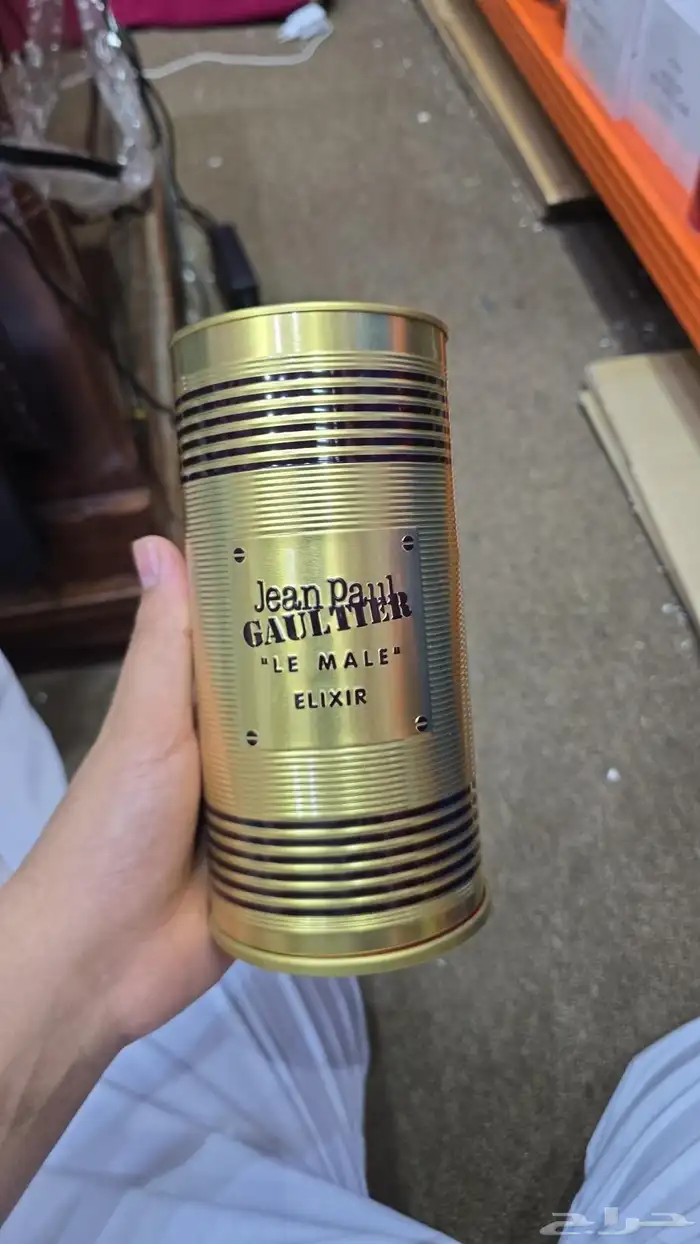 Jean Paul
GAULTIER
"LE MALE"
ELIXIR
حراج